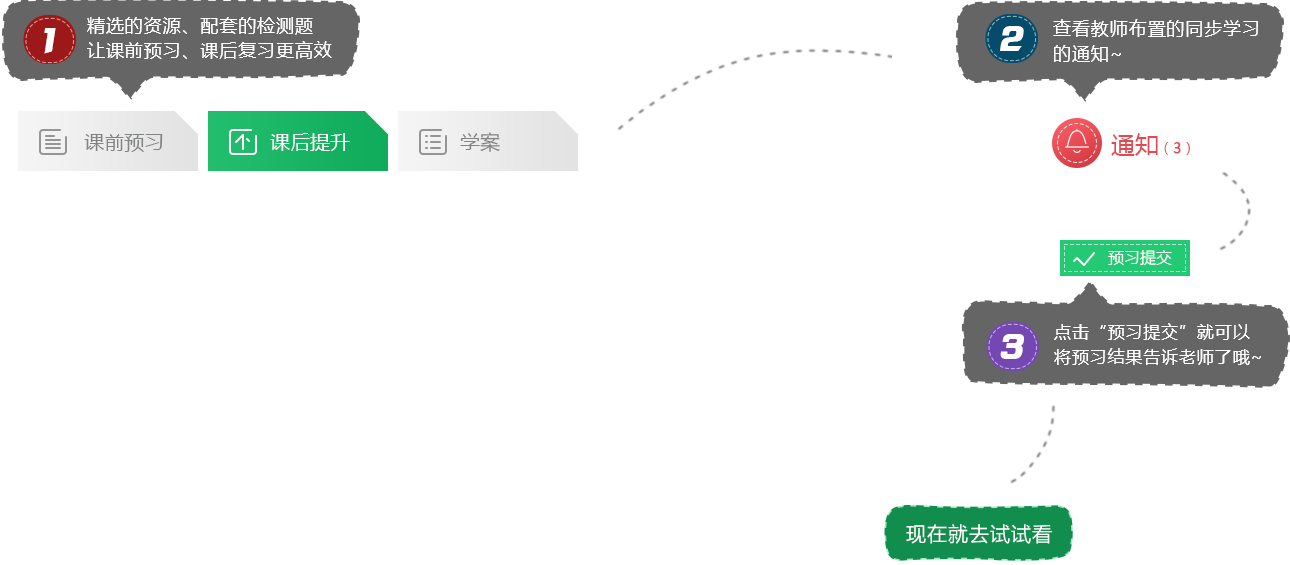 1
精选的资源、配套的检测题
让课前预习、课后复习更高效
课前预习
课后提升
学案
2
查看教师布置的同步学习
的通知~
通知（3）
预习提交
3
点击“预习提交”就可以
将预习结果告诉老师了哦~
现在就去试试看